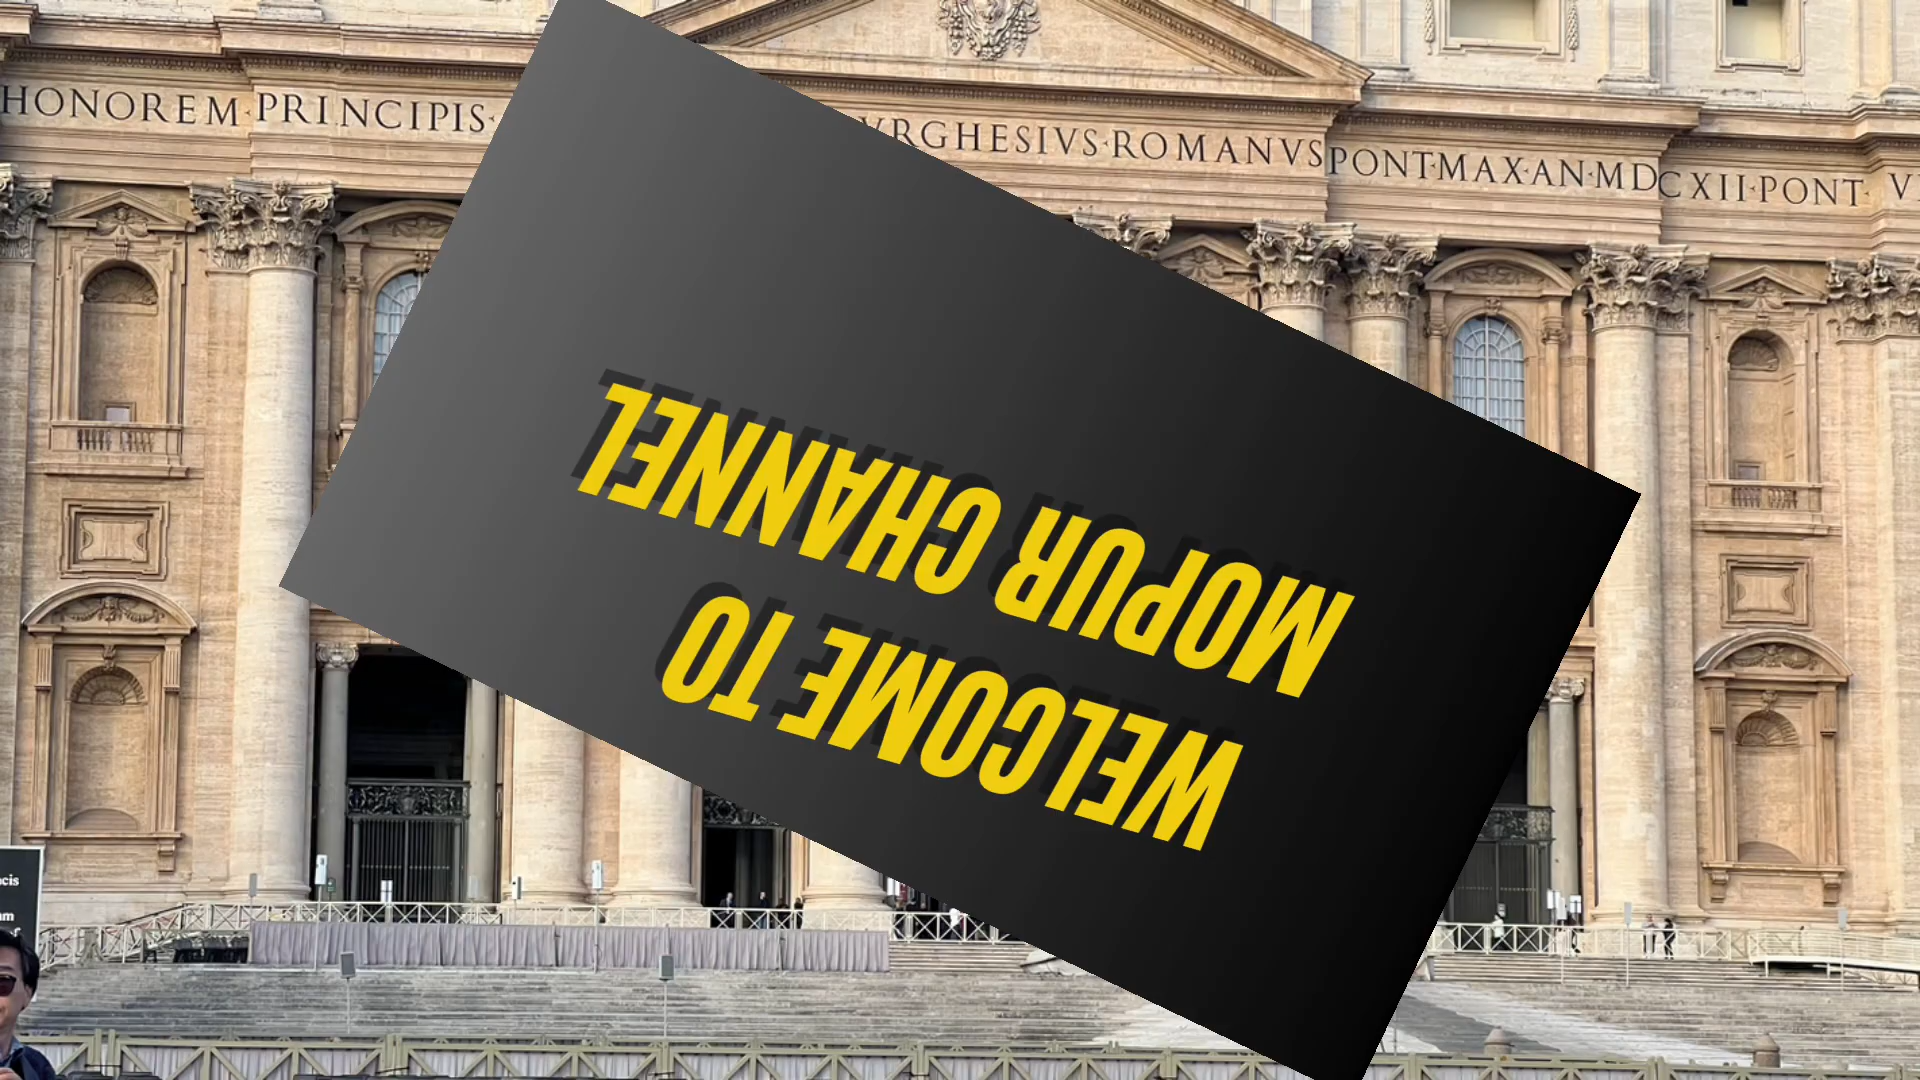 HONOREM PRINCIPIS
VRGHESIVS·ROMANVS PONT·MAX·AN·MDCXII·PONT· V
WELCOME TO
MOPUR CHANNEL